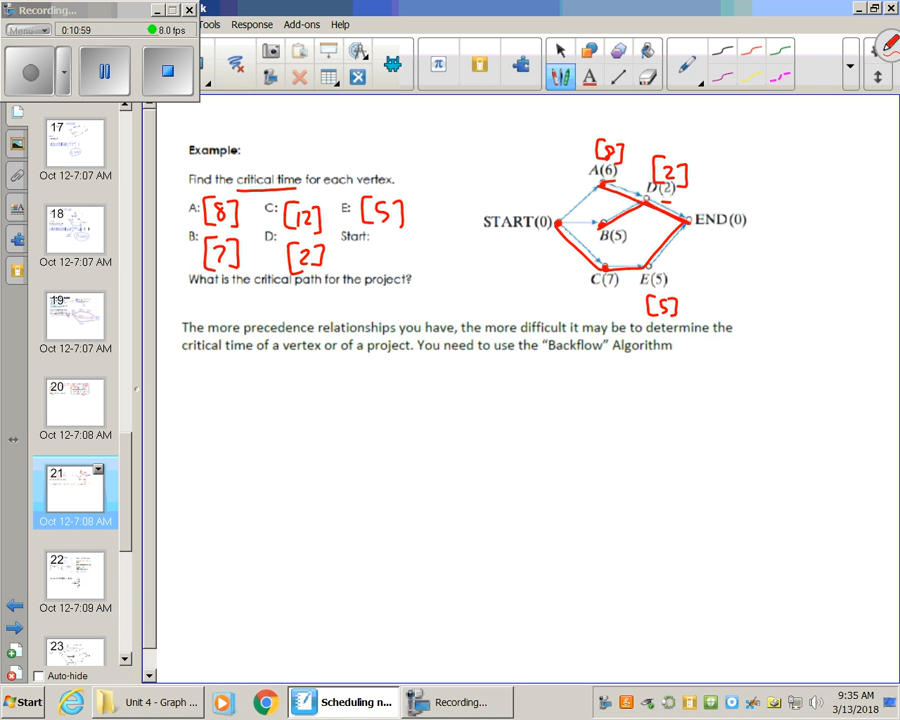 Recording...
Menu
0:10:59
8.0 fps
Tools Response Add-ons Help
17
Oct 12-7:07 AM
18
Oct 12-7:07 AM
19
Oct 12-7:07 AM
20
Oct 12-7:08 AM
21
Oct 12-7:08 AM
22
Oct 12-7:09 AM
23
Auto-hide
Example:
Find the critical time for each vertex.
A: [8] C: [12] E: [5]
B: [7] D: [2] Start:
What is the critical path for the project?
[8]
A(6)
[2]
D(2)
START(0)
END(0)
B(5)
C(7) E(5)
[5]
The more precedence relationships you have, the more difficult it may be to determine the
critical time of a vertex or of a project. You need to use the “Backflow” Algorithm
Start
Unit 4 - Graph ...
Scheduling n...
Recording...
9:35 AM
3/13/2018